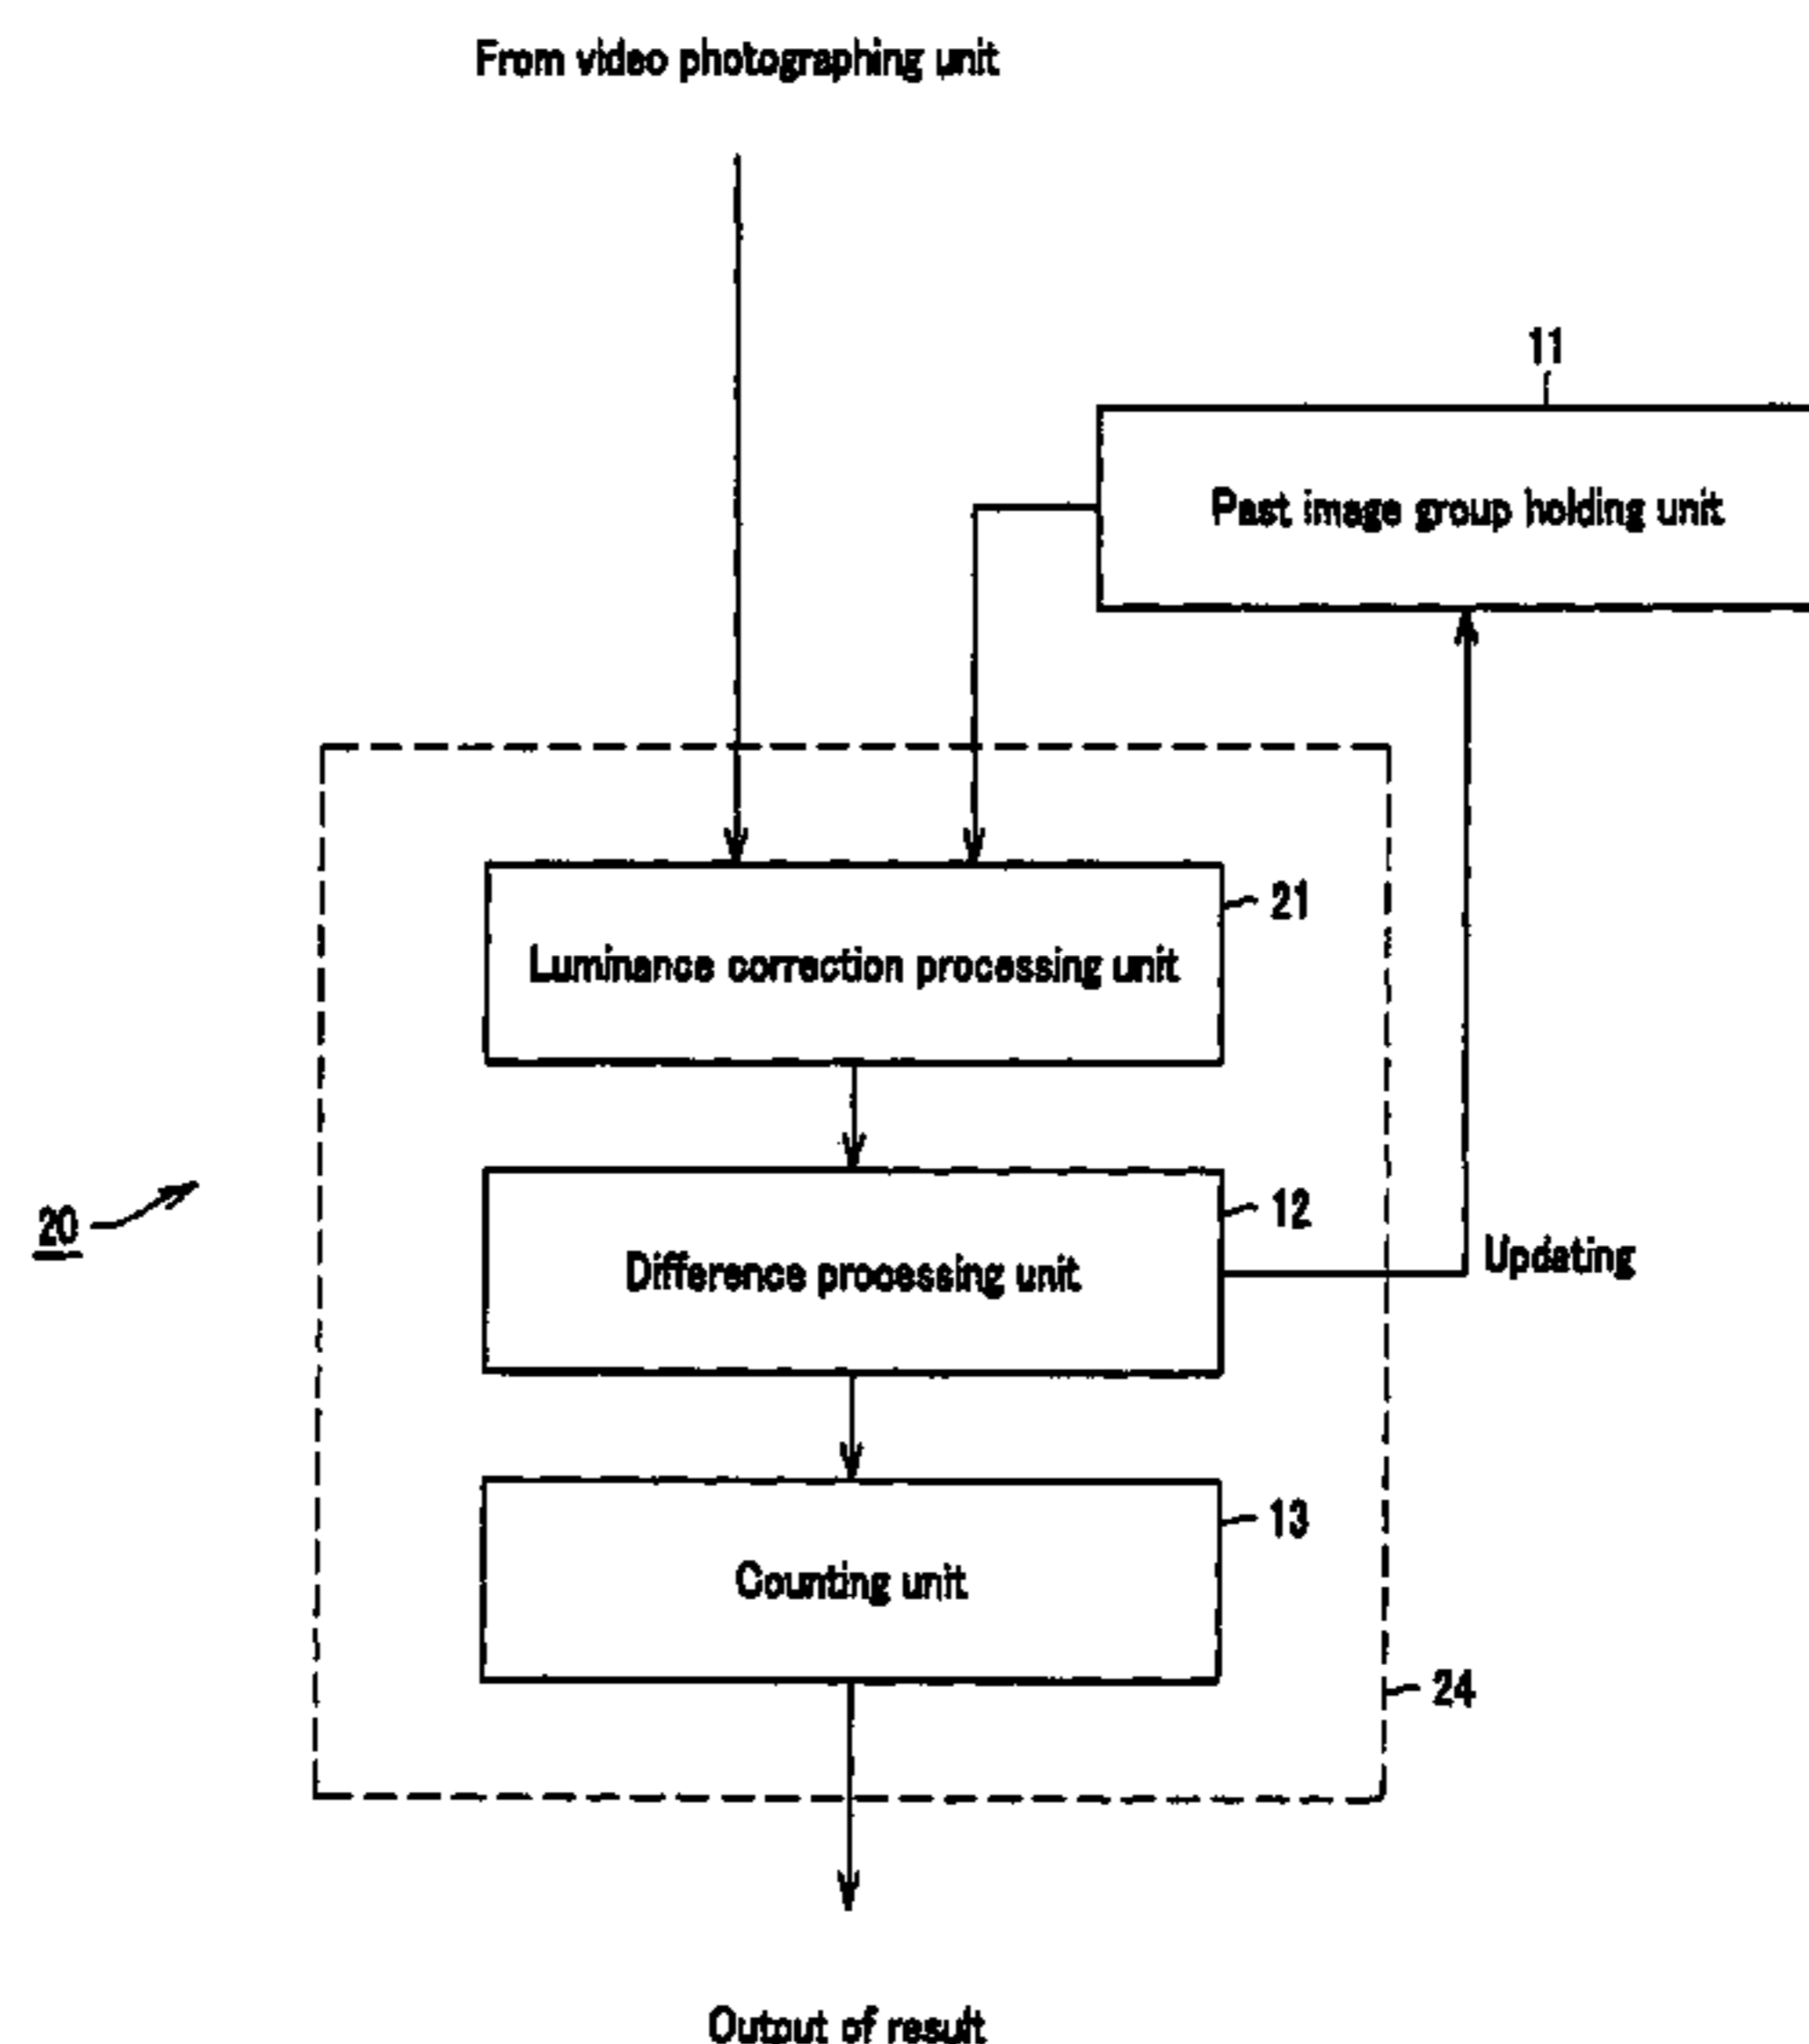 From video photographing unit
11
Past image group holding unit
21
Luminance correction processing unit
12
20
Updating
Difference processing unit
13
Counting unit
24
Output of result